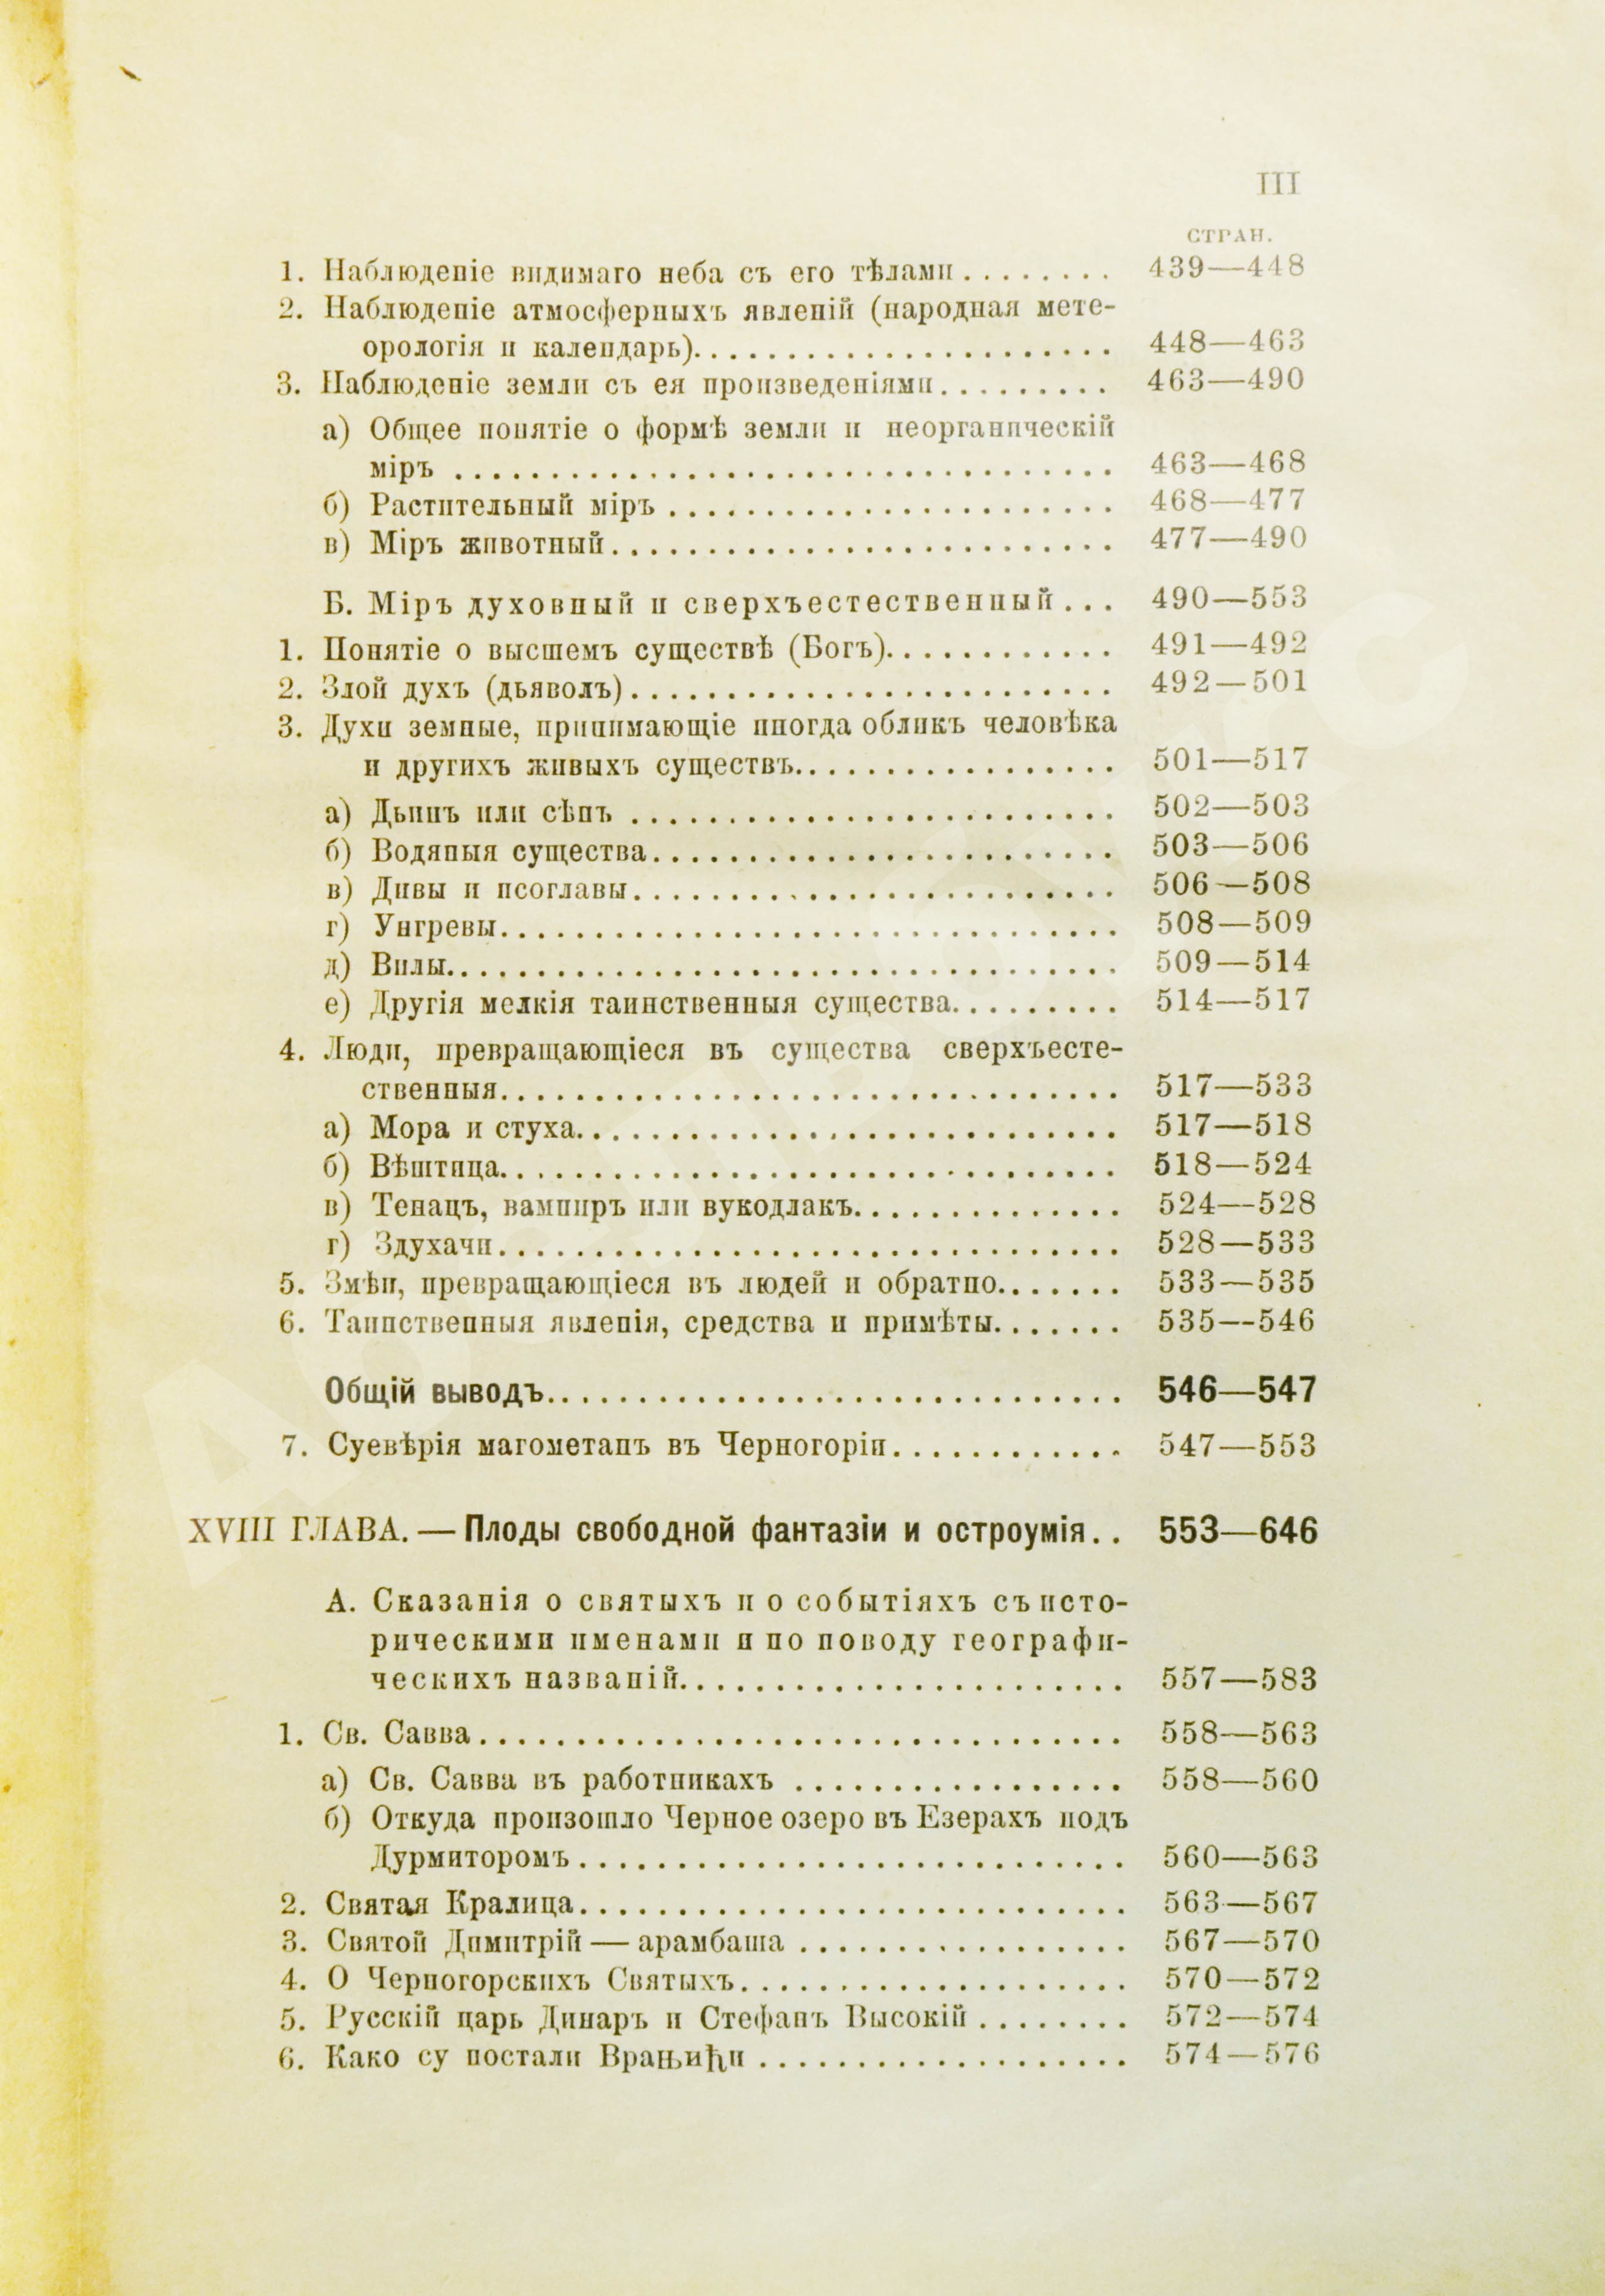 III
СТРАН.
1. Наблюденіе видимаго неба съ его тѣлами........ 439—448
2. Наблюденіе атмосферныхъ явленій (народная мете-
орологія и календарь)...................... 448—463
3. Наблюденіе земли съ ея произведеніями......... 463—490
а) Общее понятіе о формѣ земли и неорганическій
міръ ................................... 463—468
б) Растительный міръ ........................ 468—477
в) Міръ животный........................... 477—490
Б. Міръ духовный и сверхъестественный... 490—553
1. Понятіе о высшемъ существѣ (Богъ)............ 491—492
2. Злой духъ (дьяволъ).......................... 492—501
3. Духи земные, принимающіе иногда обликъ человѣка
и другихъ живыхъ существъ................. 501—517
а) Дьинъ или сѣнъ .......................... 502—503
б) Водяныя существа......................... 503—506
в) Дивы и псоглавы.......................... 506—508
г) Унгревы................................. 508—509
д) Вилы.................................... 509—514
е) Другія мелкія таинственныя существа......... 514—517
4. Люди, превращающіеся въ существа сверхъесте-
ственныя................................. 517—533
а) Мора и стуха............................. 517—518
б) Вѣштица................................. 518—524
в) Тенацъ, вампиръ или вукодлакъ.............. 524—528
г) Здухачи................................. 528—533
5. Змѣи, превращающіеся въ людей и обратно....... 533—535
6. Таинственныя явленія, средства и примѣты....... 535—546
Общій выводъ............................... 546—547
7. Суевѣрія магометанъ въ Черногоріи............ 547—553
XVIII ГЛАВА.—Плоды свободной фантазіи и остроумія.. 553—646
А. Сказанія о святыхъ и о событіяхъ съ исто-
рическими именами и по поводу географи-
ческихъ названій........................ 557—583
1. Св. Савва.................................. 558—563
а) Св. Савва въ работникахъ .................. 558—560
б) Откуда произошло Черное озеро въ Езерахъ подъ
Дурмиторомъ............................. 560—563
2. Святая Кралица............................. 563—567
3. Святой Димитрій—арамбаша .................. 567—570
4. О Черногорскихъ Святыхъ..................... 570—572
5. Русскій царь Динаръ и Стефанъ Высокій ........ 572—574
6. Како су постали Врањиђи .................... 574—576